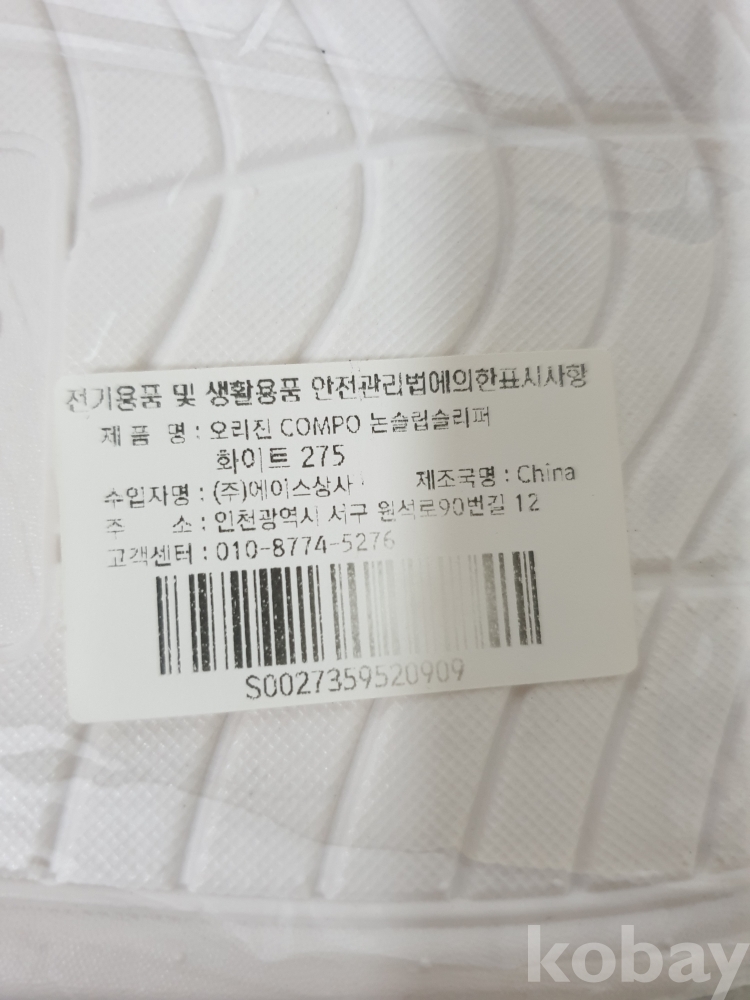 전기용품 및 생활용품 안전관리법에의한표시사항
제 품 명 : 오리진 COMPO 논슬립슬리퍼
화이트 275
수입자명 : (주)에이스상사 제조국명 : China
주 소 : 인천광역시 서구 원석로90번길 12
고객센터 : 010-8774-5276
S0027359520909
kobay